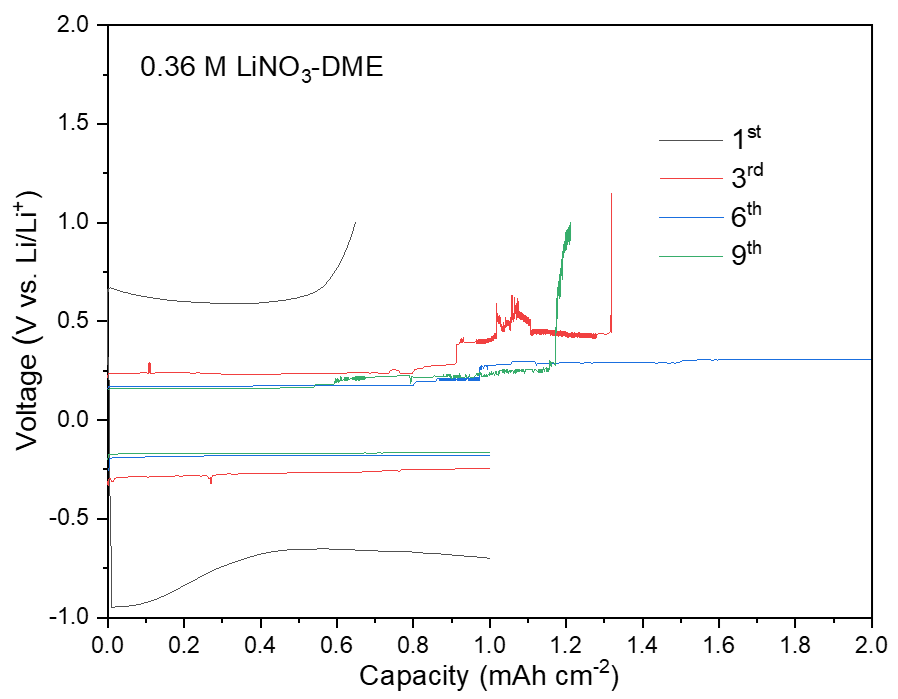 0.36 M LiNO₃-DME
1ˢᵗ
3ʳᵈ
6ᵗʰ
9ᵗʰ
Voltage (V vs. Li/Li⁺)
2.0
1.5
1.0
0.5
0.0
-0.5
-1.0
0.0 0.2 0.4 0.6 0.8 1.0 1.2 1.4 1.6 1.8 2.0
Capacity (mAh cm⁻²)